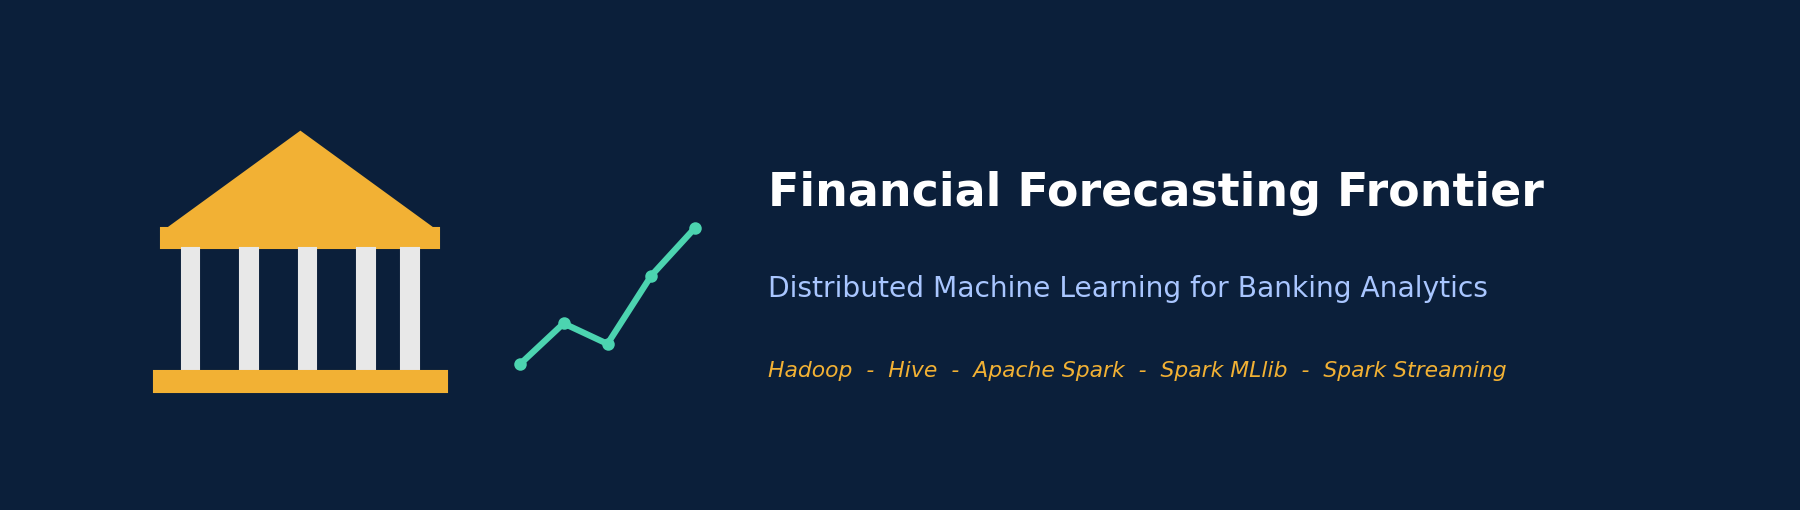 Financial Forecasting Frontier
Distributed Machine Learning for Banking Analytics
Hadoop - Hive - Apache Spark - Spark MLlib - Spark Streaming